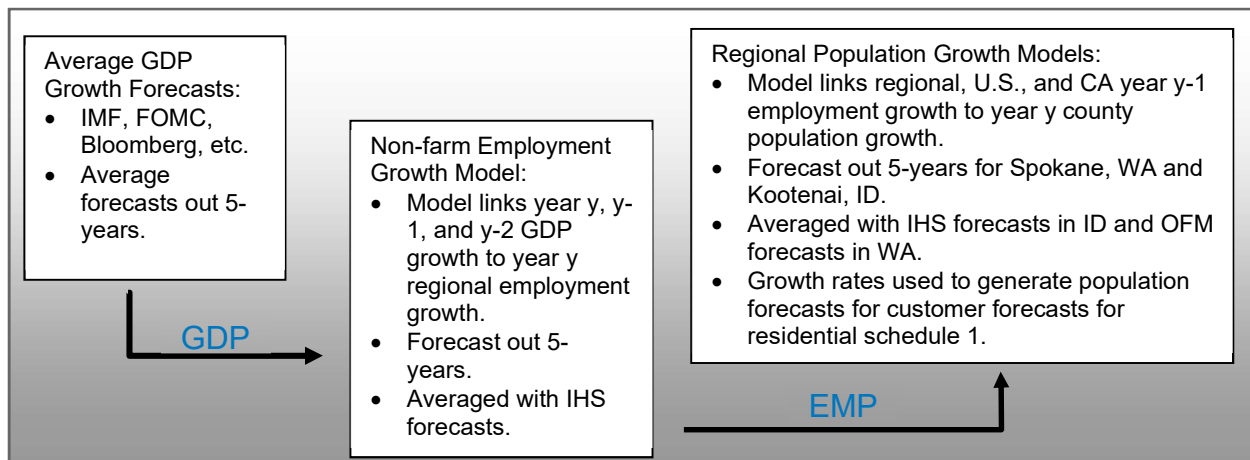 Average GDP
Growth Forecasts:
• IMF, FOMC,
Bloomberg, etc.
• Average
forecasts out 5-
years.
GDP
Non-farm Employment
Growth Model:
• Model links year y, y-
1, and y-2 GDP
growth to year y
regional employment
growth.
• Forecast out 5-
years.
• Averaged with IHS
forecasts.
EMP
Regional Population Growth Models:
• Model links regional, U.S., and CA year y-1
employment growth to year y county
population growth.
• Forecast out 5-years for Spokane, WA and
Kootenai, ID.
• Averaged with IHS forecasts in ID and OFM
forecasts in WA.
• Growth rates used to generate population
forecasts for customer forecasts for
residential schedule 1.